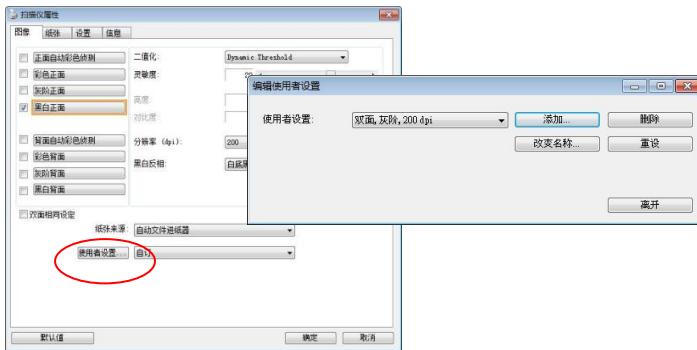 扫描仪属性
图像 纸张 设置 信息
正面自动彩色侦测
彩色正面
灰阶正面
黑白正面
背面自动彩色侦测
彩色背面
灰阶背面
黑白背面
二值化: Dynamic Threshold
灵敏度:
亮度:
对比度
分辨率 (dpi): 200
黑白反相: 白底黑
双面相同设定
纸张来源: 自动文件进纸器
使用者设置... 自订
默认值 确定 取消
编辑使用者设置
使用者设置: 双面,灰阶,200 dpi 添加... 删除
改变名称... 重设
离开